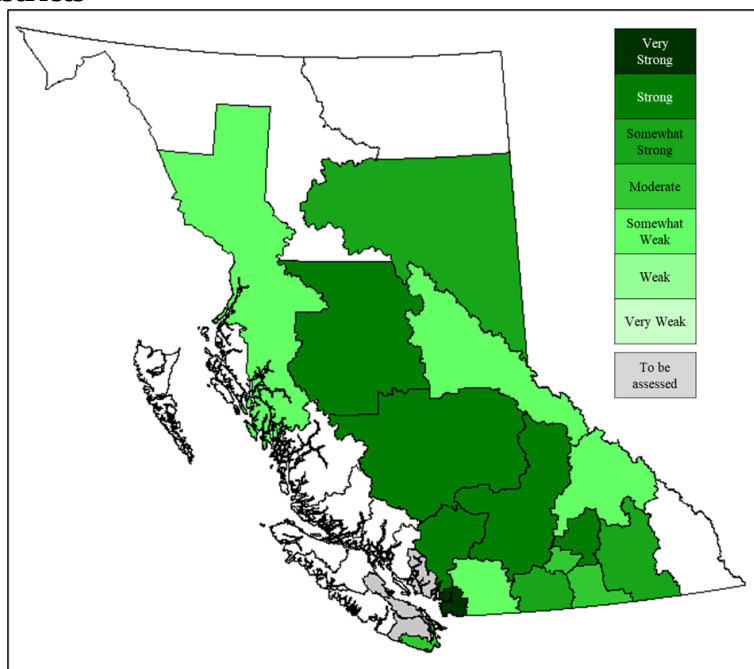 Very
Strong
Strong
Somewhat
Strong
Moderate
Somewhat
Weak
Weak
Very Weak
To be
assessed